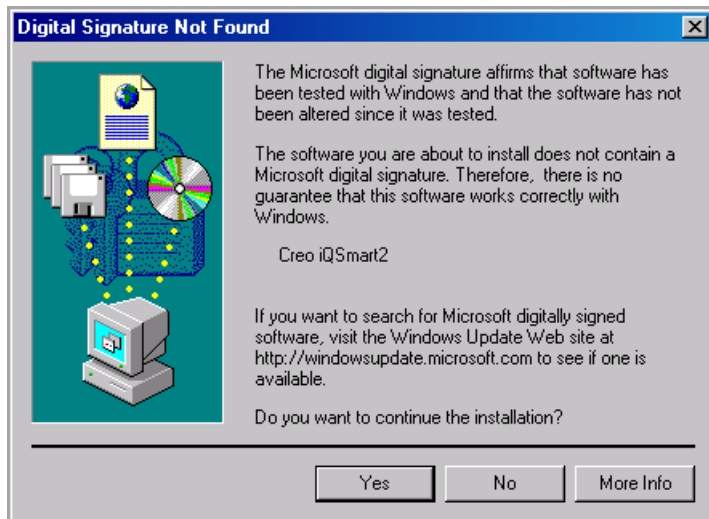 Digital Signature Not Found
The Microsoft digital signature affirms that software has
been tested with Windows and that the software has not
been altered since it was tested.
The software you are about to install does not contain a
Microsoft digital signature. Therefore,  there is no
guarantee that this software works correctly with
Windows.
Creo iQSmart2
If you want to search for Microsoft digitally signed
software, visit the Windows Update Web site at
http://windowsupdate.microsoft.com to see if one is
available.
Do you want to continue the installation?
Yes
No
More Info